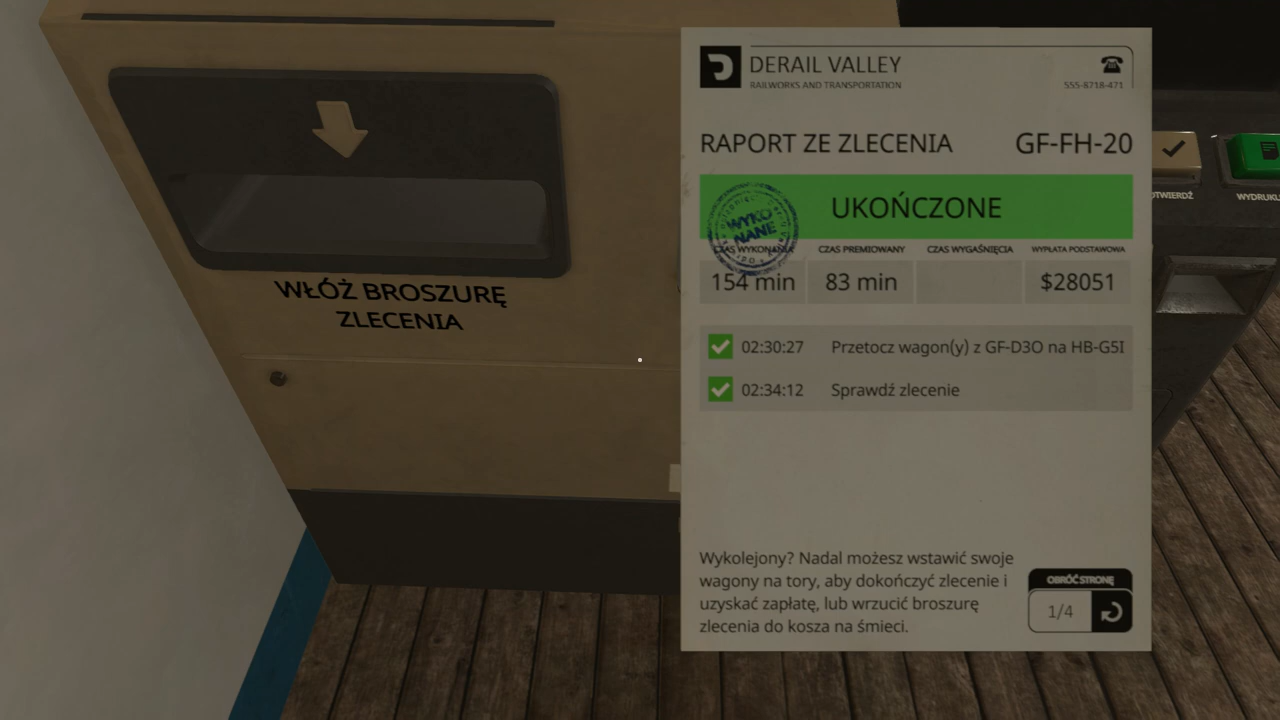 DERAIL VALLEY
RAILWORKS AND TRANSPORTATION
555-8718-471
RAPORT ZE ZLECENIA GF-FH-20
UKOŃCZONE
WYKO
NANE
CZAS WYKONANIA CZAS PREMIOWANY CZAS WYGAŚNIĘCIA WYPŁATA PODSTAWOWA
154 min 83 min $28051
02:30:27 Przetocz wagon(y) z GF-D3O na HB-G5I
02:34:12 Sprawdź zlecenie
Wykolejony? Nadal możesz wstawić swoje
wagony na tory, aby dokończyć zlecenie i
uzyskać zapłatę, lub wrzucić broszurę
zlecenia do kosza na śmieci.
OBRÓĆ STRONĘ
1/4
WŁÓŻ BROSZURĘ
ZLECENIA